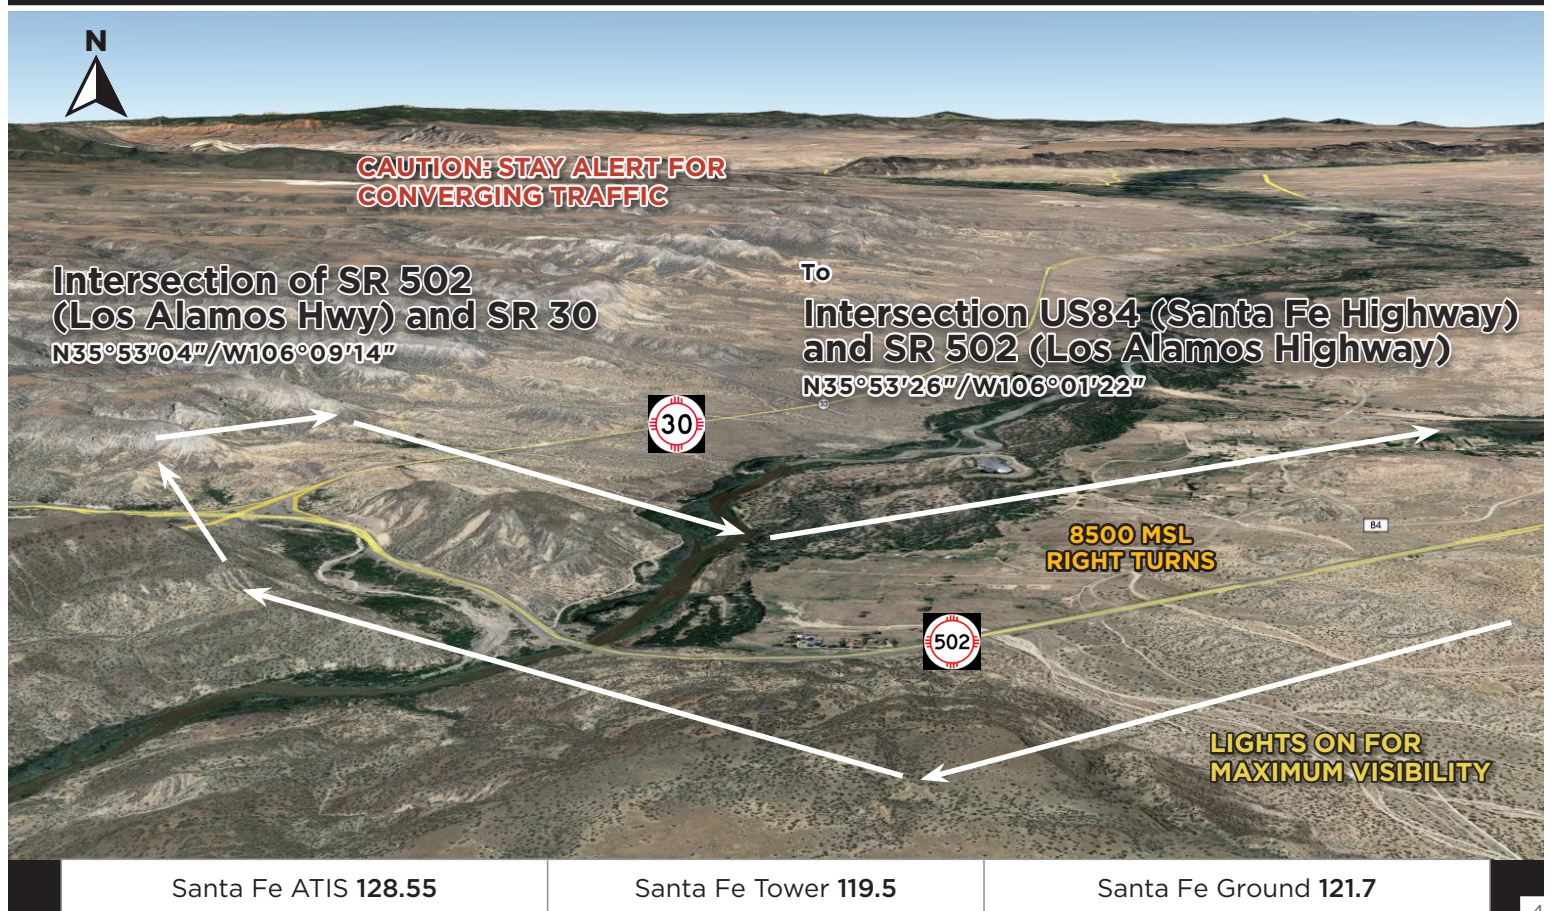 N
CAUTION: STAY ALERT FOR
CONVERGING TRAFFIC
Intersection of SR 502
(Los Alamos Hwy) and SR 30
N35°53'04"/W106°09'14"
To
Intersection US84 (Santa Fe Highway)
and SR 502 (Los Alamos Highway)
N35°53'26"/W106°01'22"
30
84
8500 MSL
RIGHT TURNS
502
LIGHTS ON FOR
MAXIMUM VISIBILITY
Santa Fe ATIS 128.55
Santa Fe Tower 119.5
Santa Fe Ground 121.7